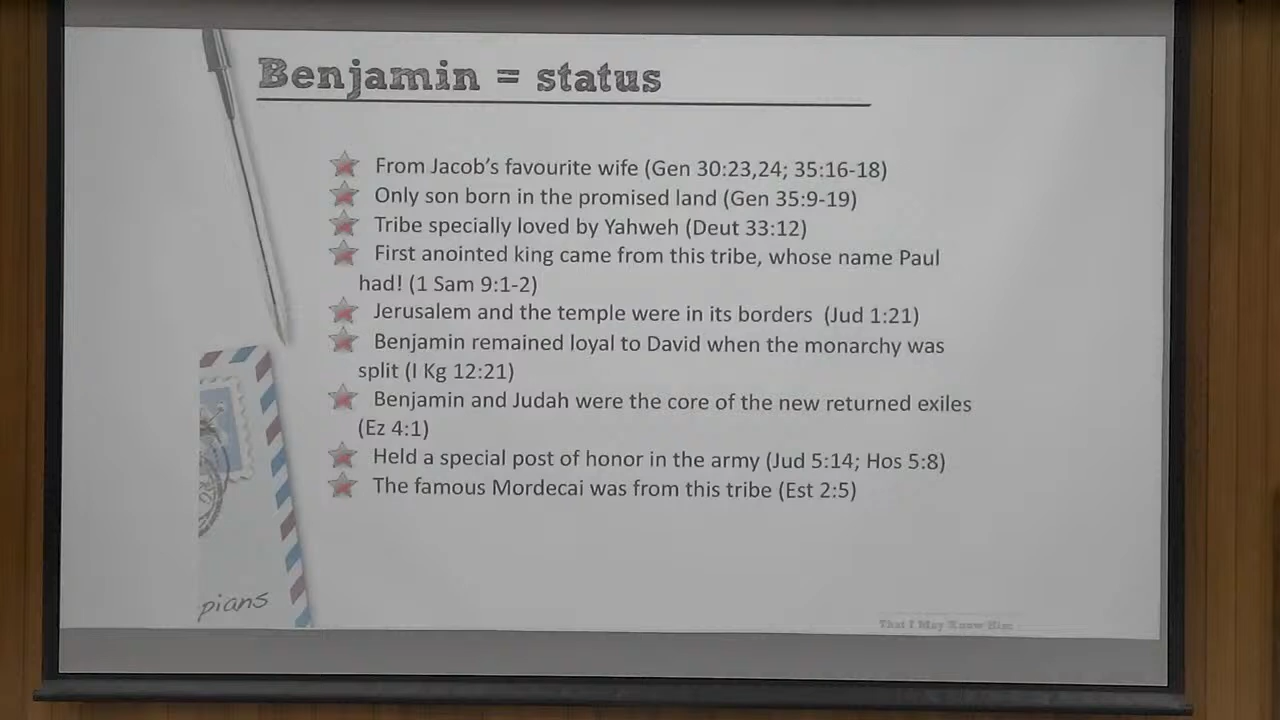 Benjamin = status
From Jacob's favourite wife (Gen 30:23,24; 35:16-18)
Only son born in the promised land (Gen 35:9-19)
Tribe specially loved by Yahweh (Deut 33:12)
First anointed king came from this tribe, whose name Paul
had! (1 Sam 9:1-2)
Jerusalem and the temple were in its borders (Jud 1:21)
Benjamin remained loyal to David when the monarchy was
split (I Kg 12:21)
Benjamin and Judah were the core of the new returned exiles
(Ez 4:1)
Held a special post of honor in the army (Jud 5:14; Hos 5:8)
The famous Mordecai was from this tribe (Est 2:5)
pians
That I May Know Him